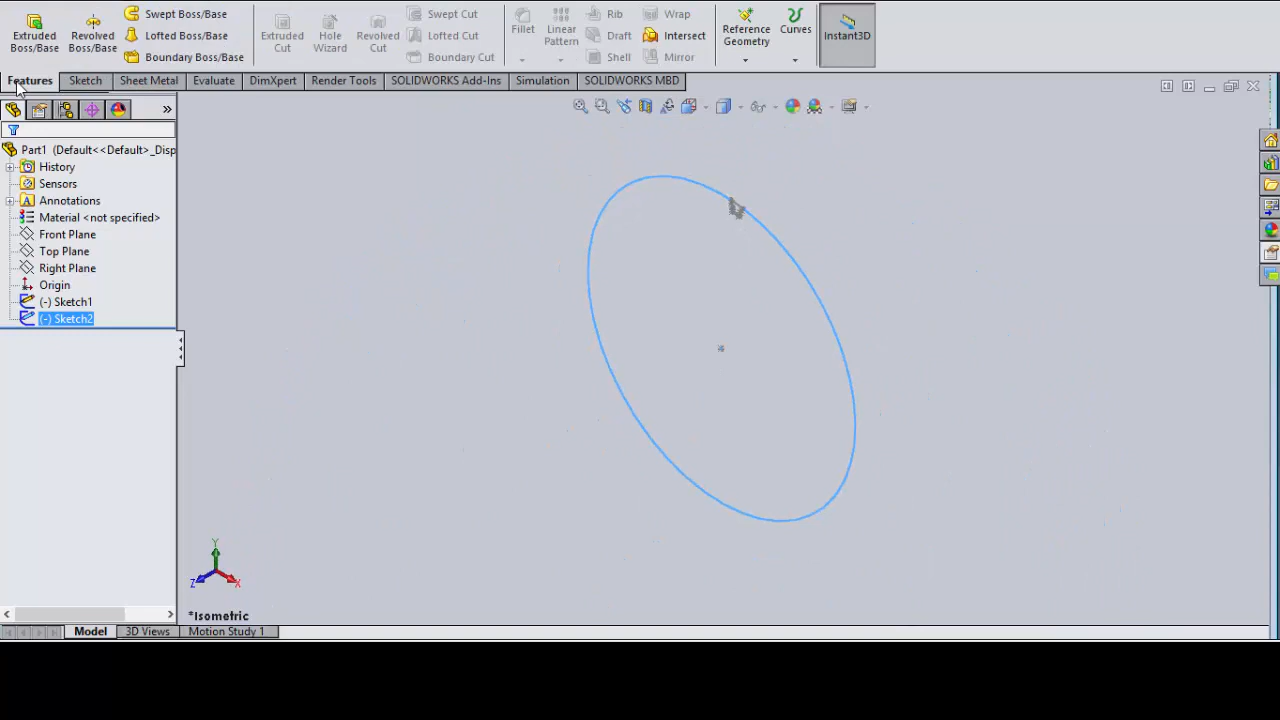 Extruded Boss/Base
Revolved Boss/Base
Swept Boss/Base
Lofted Boss/Base
Boundary Boss/Base
Extruded Cut
Hole Wizard
Revolved Cut
Swept Cut
Lofted Cut
Boundary Cut
Fillet
Linear Pattern
Rib
Draft
Shell
Wrap
Intersect
Mirror
Reference Geometry
Curves
Instant3D
Features Sketch Sheet Metal Evaluate DimXpert Render Tools SOLIDWORKS Add-Ins Simulation SOLIDWORKS MBD
Part1 (Default<<Default>_Disp
History
Sensors
A Annotations
Material <not specified>
Front Plane
Top Plane
Right Plane
Origin
(-) Sketch1
(-) Sketch2
Y
Z X
*Isometric
Model 3D Views Motion Study 1